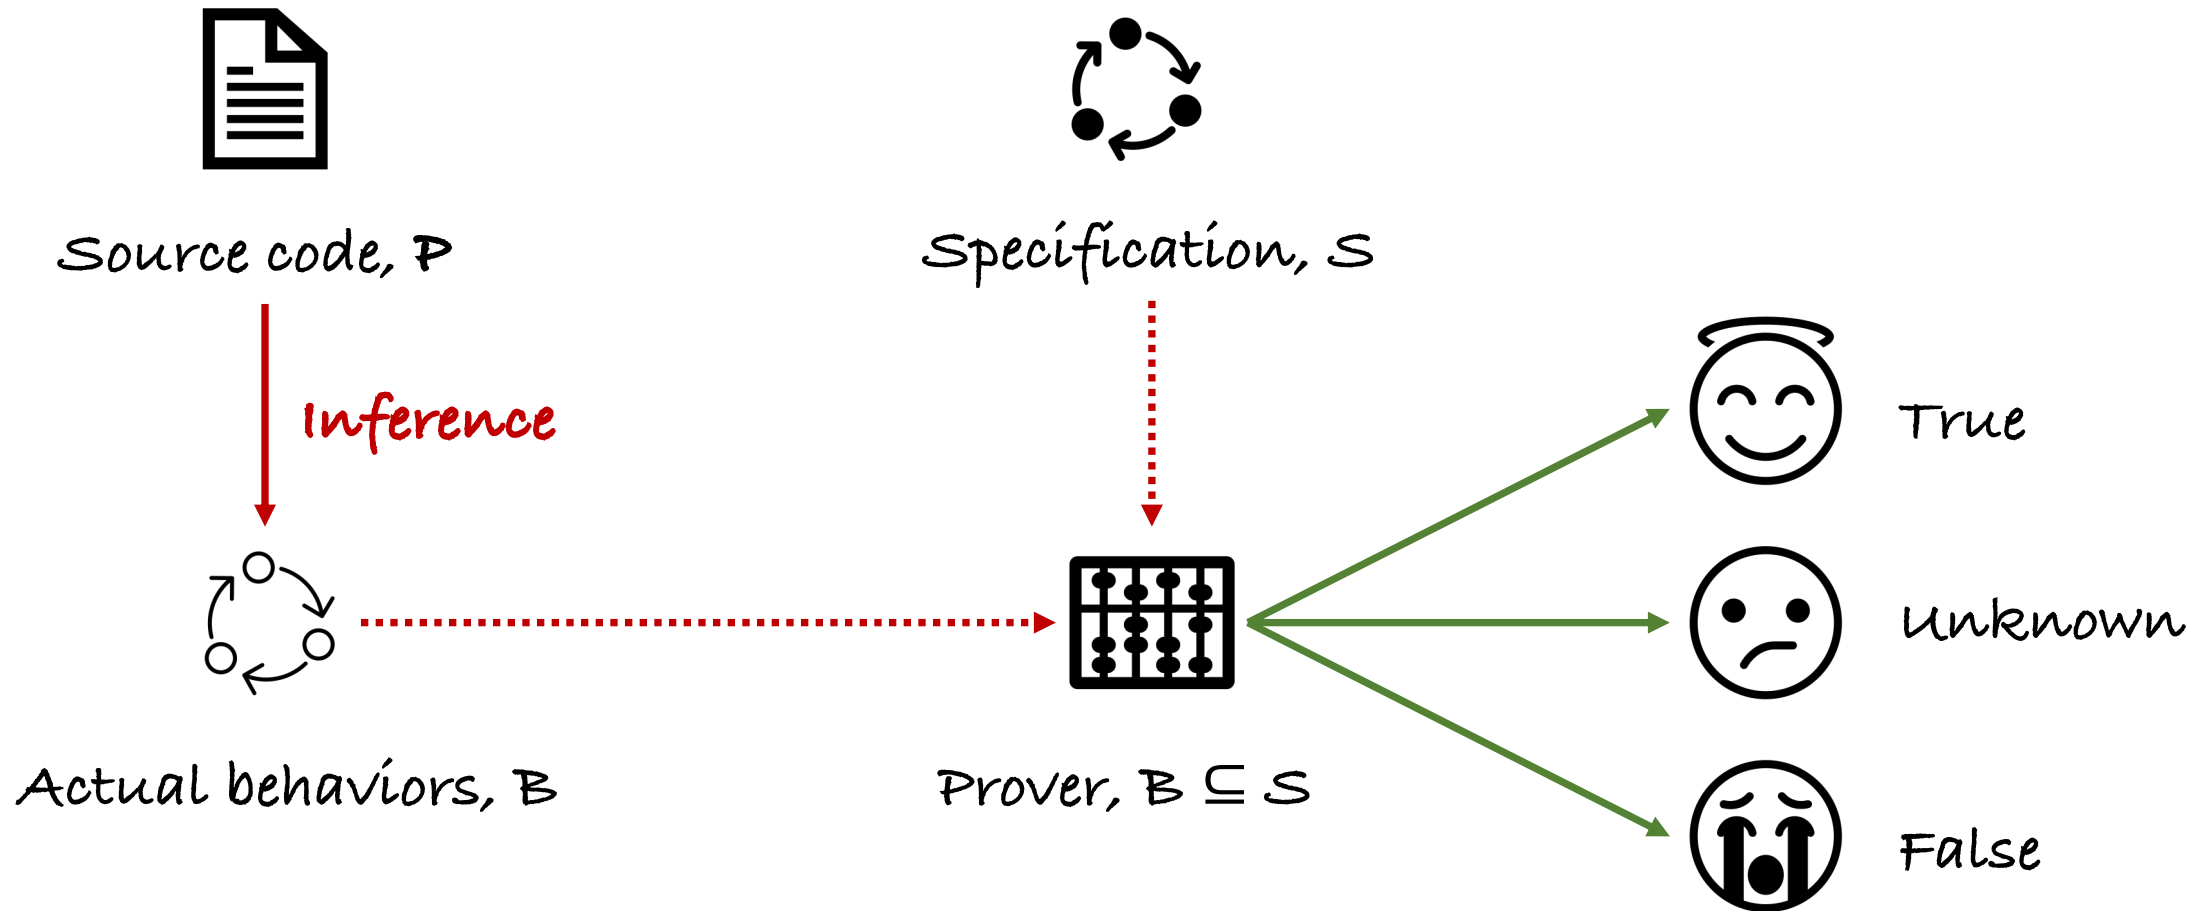 Source code, P
Specification, S
Inference
True
Unknown
Actual behaviors, B
Prover, B ⊆ S
False